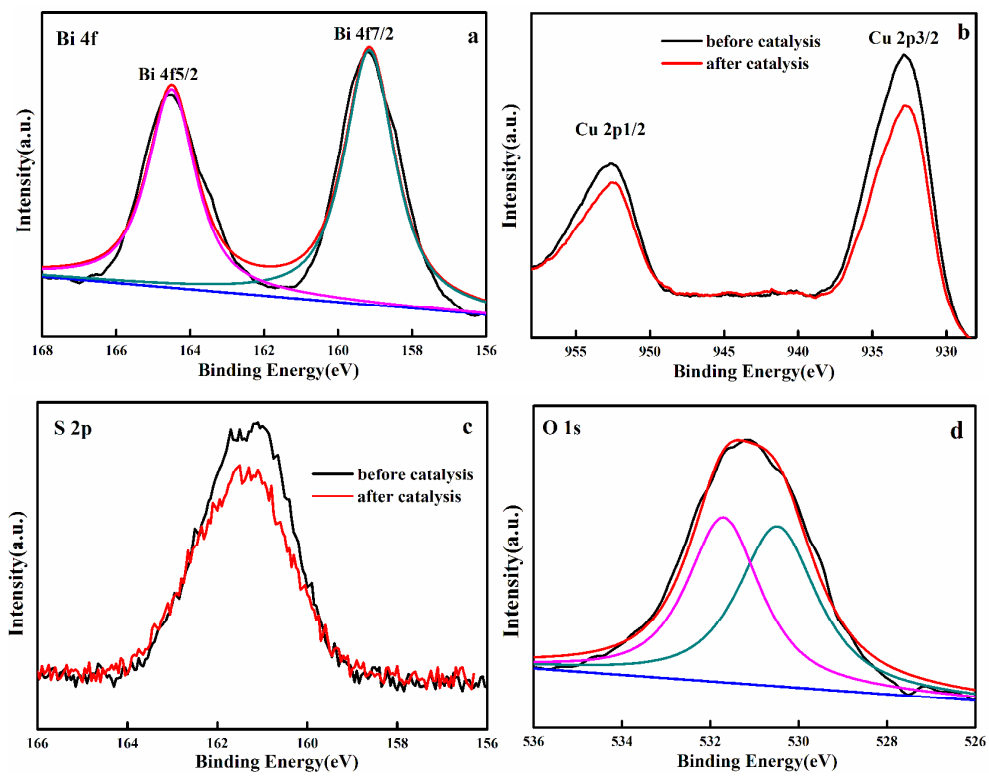 Bi 4f
a
Bi 4f7/2
Bi 4f5/2
Intensity(a.u.)
168
166
164
162
160
158
156
Binding Energy(eV)
before catalysis
after catalysis
Cu 2p3/2
b
Cu 2p1/2
Intensity(a.u.)
955
950
945
940
935
930
Binding Energy(eV)
S 2p
c
before catalysis
after catalysis
Intensity(a.u.)
166
164
162
160
158
156
Binding Energy(eV)
O 1s
d
Intensity(a.u.)
536
534
532
530
528
526
Binding Energy(eV)